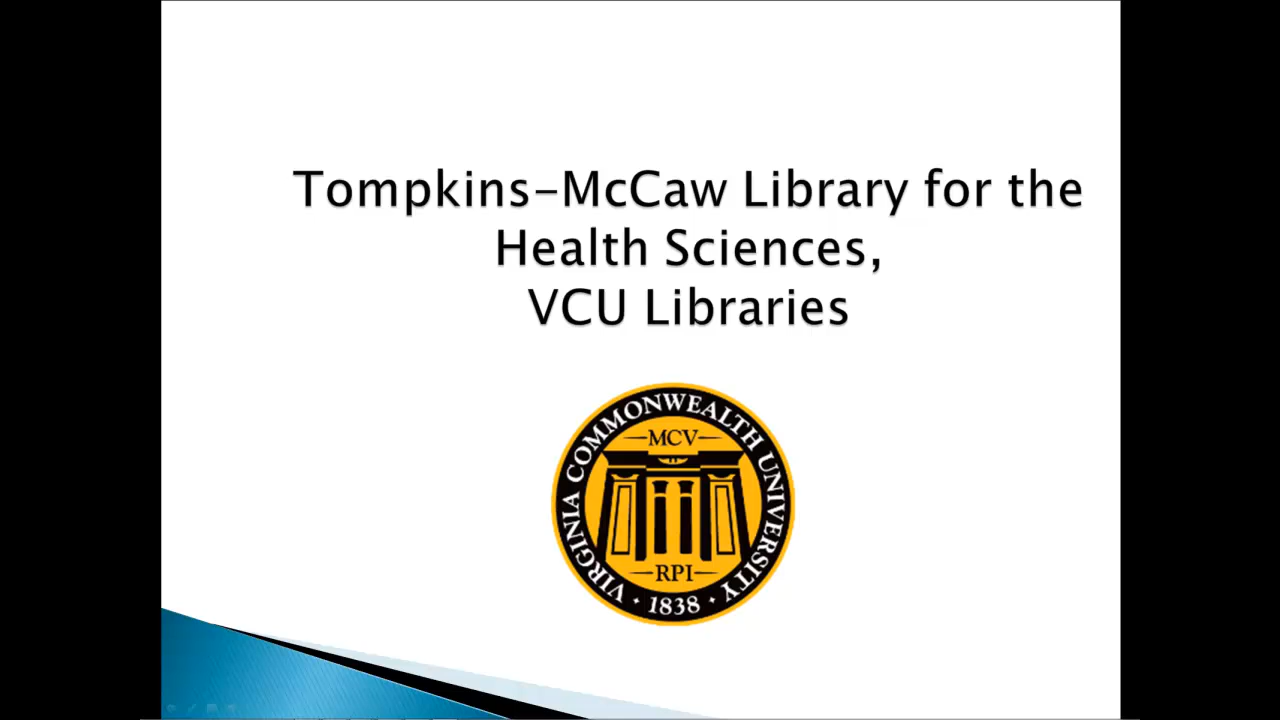 Tompkins-McCaw Library for the
Health Sciences,
VCU Libraries
VIRGINIA COMMONWEALTH UNIVERSITY
MCV
RPI
· 1838 ·